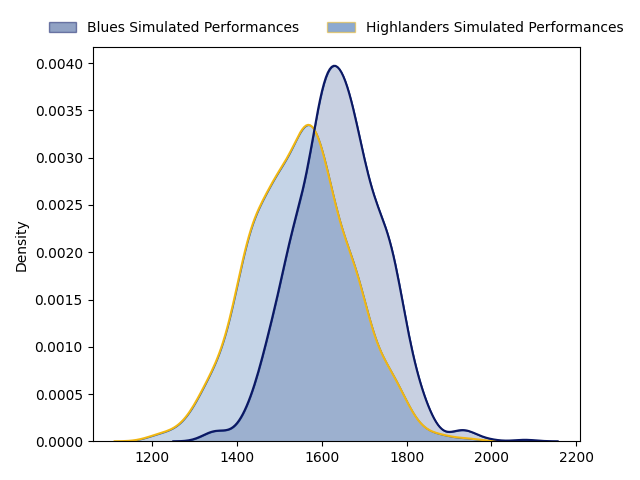 Blues Simulated Performances
Highlanders Simulated Performances
Density
0.0040
0.0035
0.0030
0.0025
0.0020
0.0015
0.0010
0.0005
0.0000
1200 1400 1600 1800 2000 2200